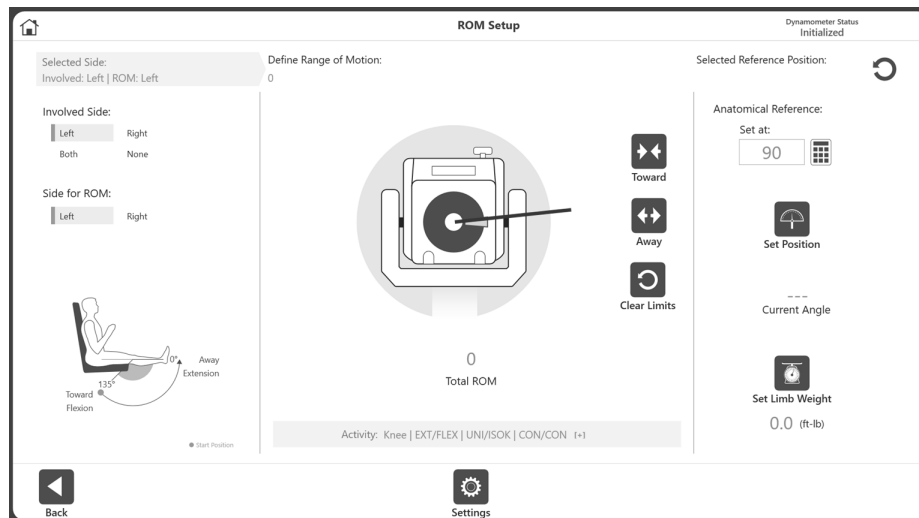 ROM Setup
Dynamometer Status
Initialized
Selected Side:
Involved: Left | ROM: Left
Define Range of Motion:
0
Selected Reference Position:
Involved Side:
Left Right
Both None
Side for ROM:
Left Right
0°
Away
Extension
135°
Toward
Flexion
Start Position
Toward
Away
Clear Limits
0
Total ROM
Activity: Knee | EXT/FLEX | UNI/ISOK | CON/CON [+]
Anatomical Reference:
Set at:
90
Set Position
---
Current Angle
Set Limb Weight
0.0 (ft-lb)
Back
Settings